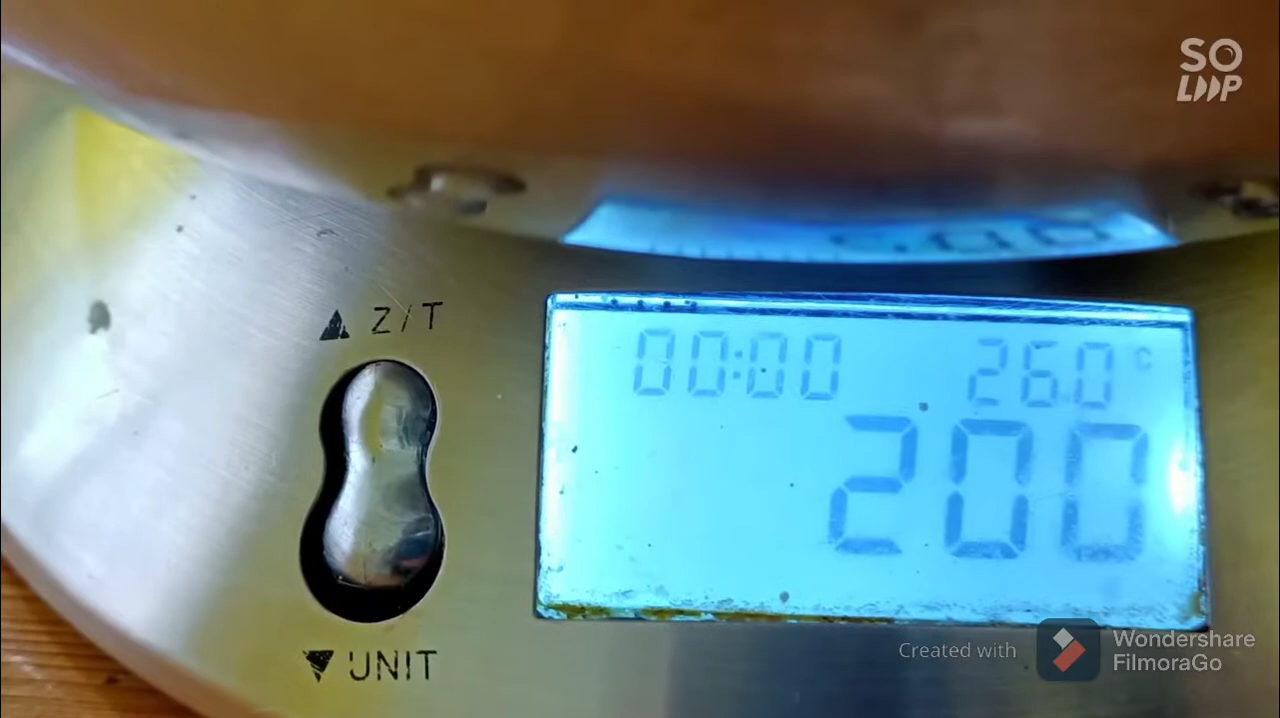 SO
LOOP
▲ Z/T
00:00 26.0 °C
200
▼ UNIT
Created with Wondershare
FilmoraGo